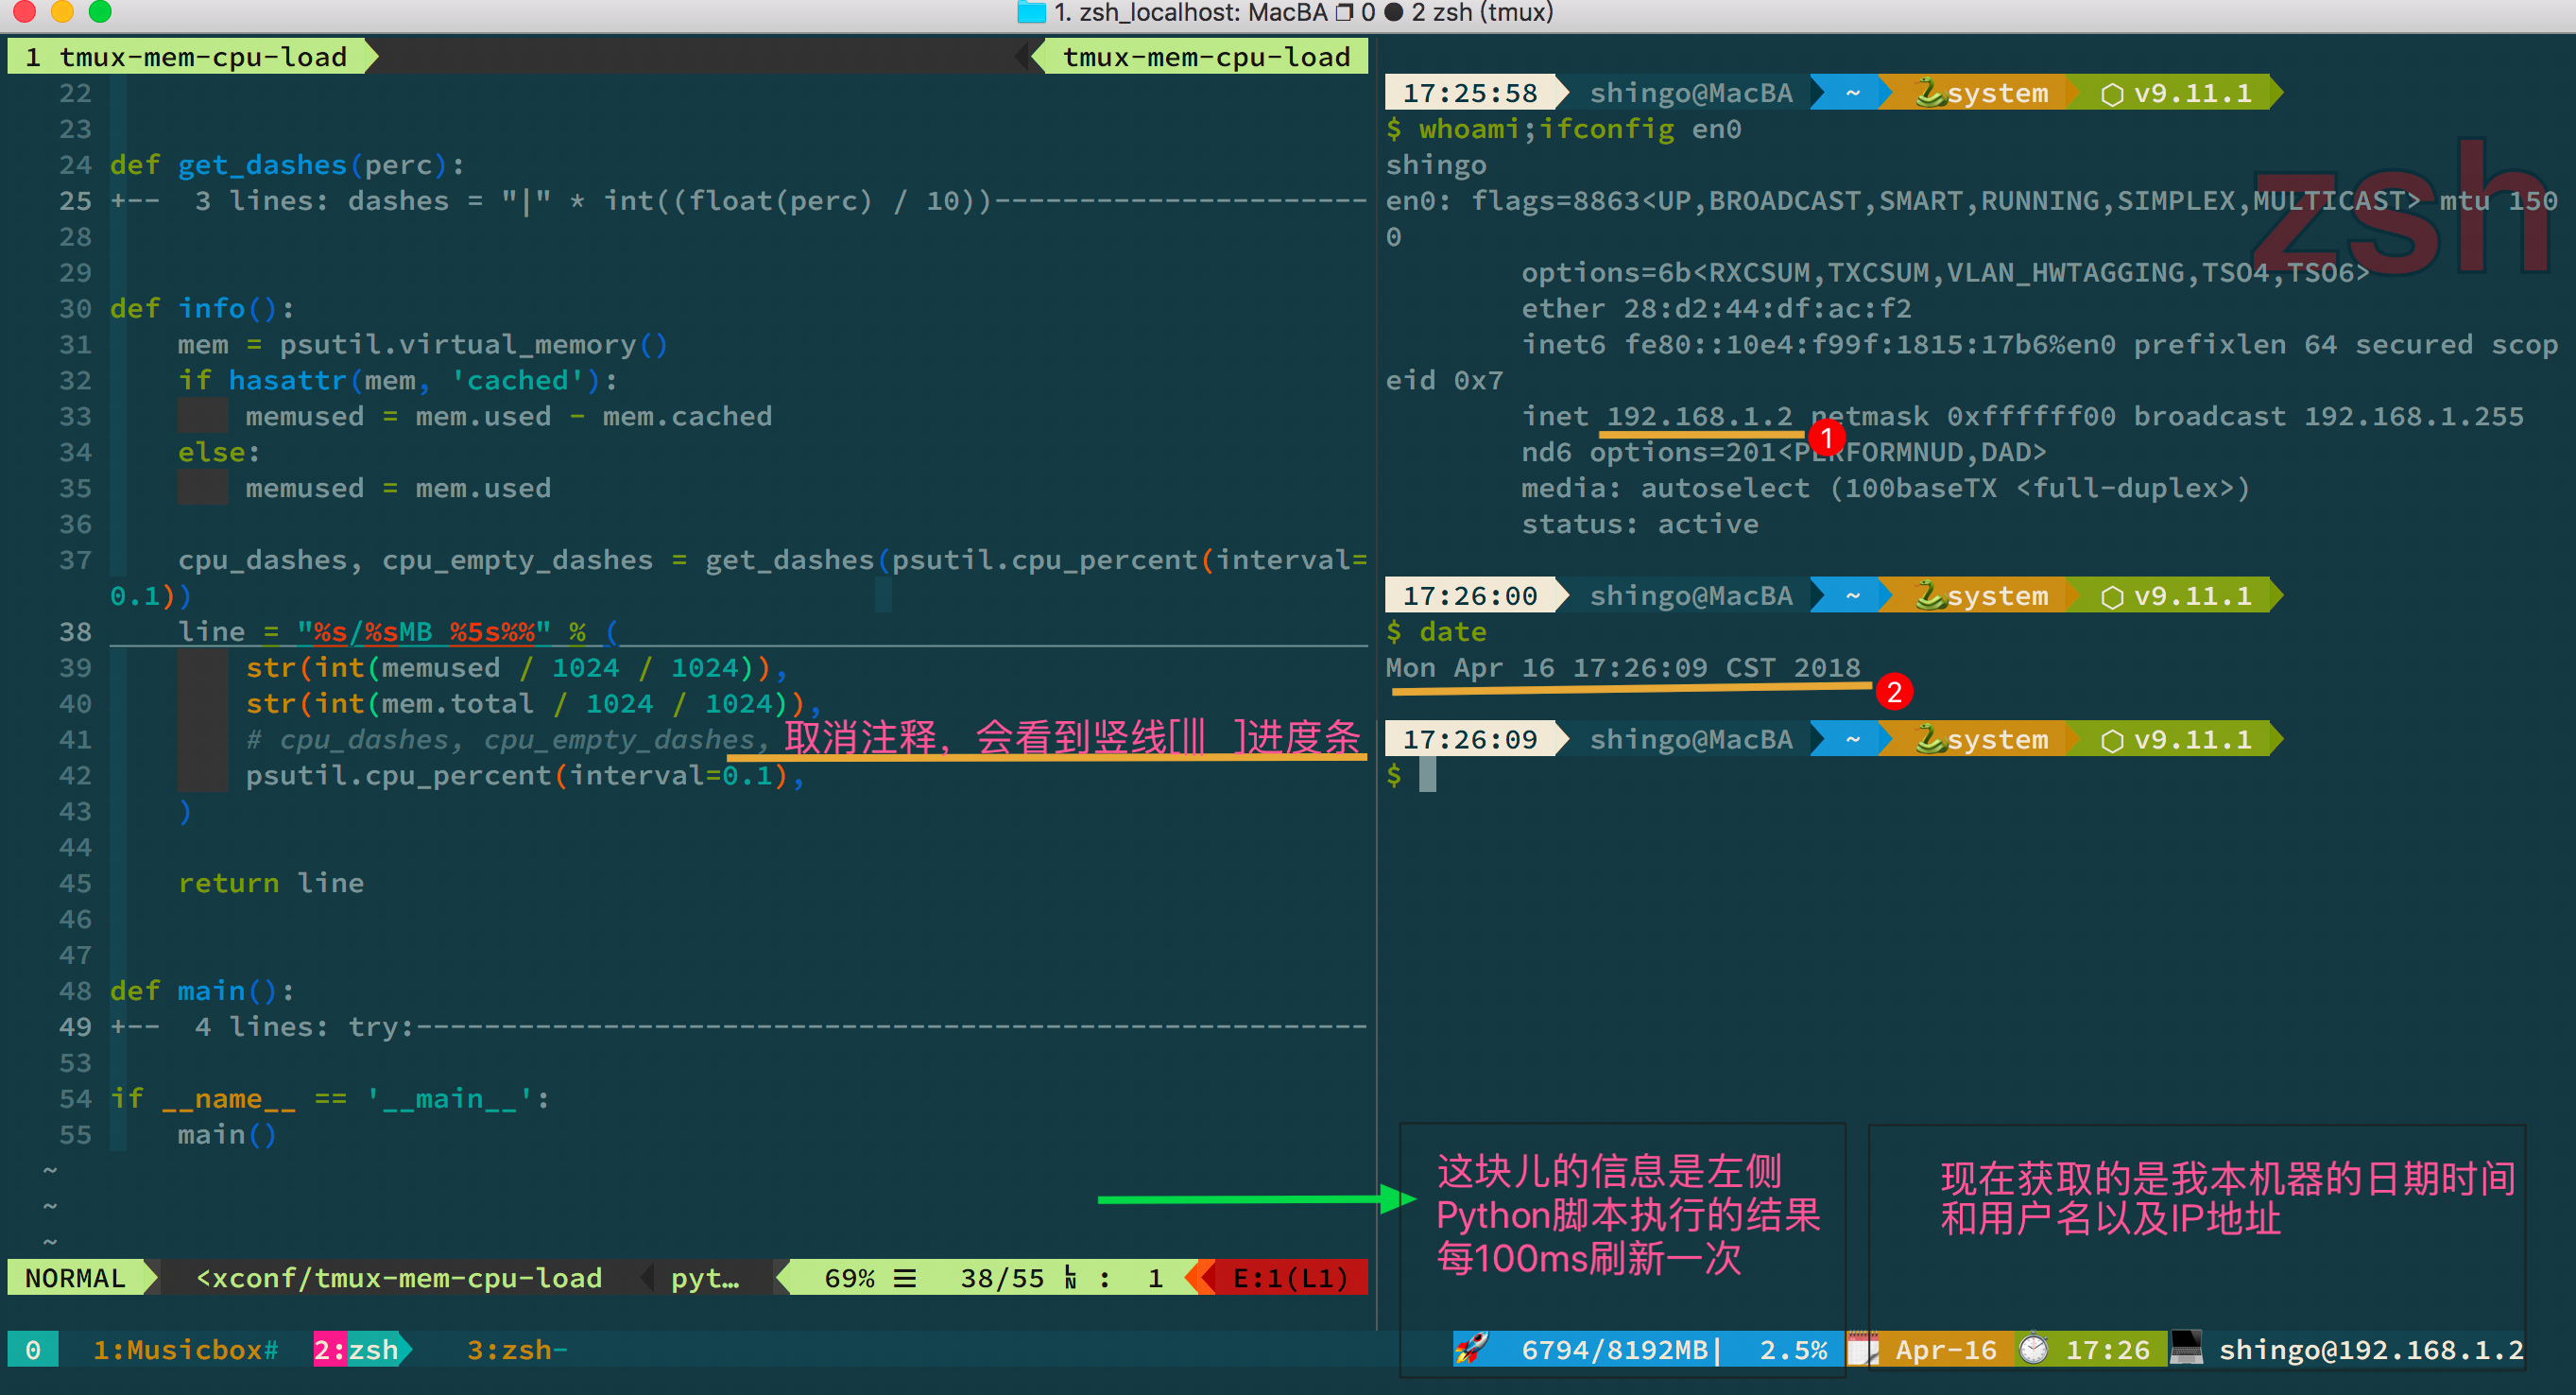 1. zsh_localhost: MacBA 0 ● 2 zsh (tmux)
1 tmux-mem-cpu-load
tmux-mem-cpu-load
22
23
24 def get_dashes(perc):
25 +-- 3 lines: dashes = "|" * int((float(perc) / 10))----------------------
28
29
30 def info():
31 mem = psutil.virtual_memory()
32 if hasattr(mem, 'cached'):
33 memused = mem.used - mem.cached
34 else:
35 memused = mem.used
36
37 cpu_dashes, cpu_empty_dashes = get_dashes(psutil.cpu_percent(interval=
0.1))
38 line = "%s/%sMB %5s%%" % (
39 str(int(memused / 1024 / 1024)),
40 str(int(mem.total / 1024 / 1024)),
41 # cpu_dashes, cpu_empty_dashes, 取消注释，会看到竖线[||| ]进度条
42 psutil.cpu_percent(interval=0.1),
43 )
44
45 return line
46
47
48 def main():
49 +-- 4 lines: try:--------------------------------------------------------
53
54 if __name__ == '__main__':
55 main()
~
~
~
NORMAL <xconf/tmux-mem-cpu-load pyt… 69% ☰ 38/55 : 1 E:1(L1)
17:25:58 shingo@MacBA ~ 🐍system ⬡ v9.11.1
$ whoami;ifconfig en0
shingo
zsh
en0: flags=8863<UP,BROADCAST,SMART,RUNNING,SIMPLEX,MULTICAST> mtu 150
0
options=6b<RXCSUM,TXCSUM,VLAN_HWTAGGING,TSO4,TSO6>
ether 28:d2:44:df:ac:f2
inet6 fe80::10e4:f99f:1815:17b6%en0 prefixlen 64 secured scop
eid 0x7
inet 192.168.1.2 netmask 0xffffff00 broadcast 192.168.1.255
1
nd6 options=201<PERFORMNUD,DAD>
media: autoselect (100baseTX <full-duplex>)
status: active
17:26:00 shingo@MacBA ~ 🐍system ⬡ v9.11.1
$ date
Mon Apr 16 17:26:09 CST 2018
2
17:26:09 shingo@MacBA ~ 🐍system ⬡ v9.11.1
$
这块儿的信息是左侧
Python脚本执行的结果
每100ms刷新一次
现在获取的是我本机器的日期时间
和用户名以及IP地址
0 1:Musicbox# 2:zsh 3:zsh-
🚀 6794/8192MB| 2.5% Apr-16 17:26 shingo@192.168.1.2